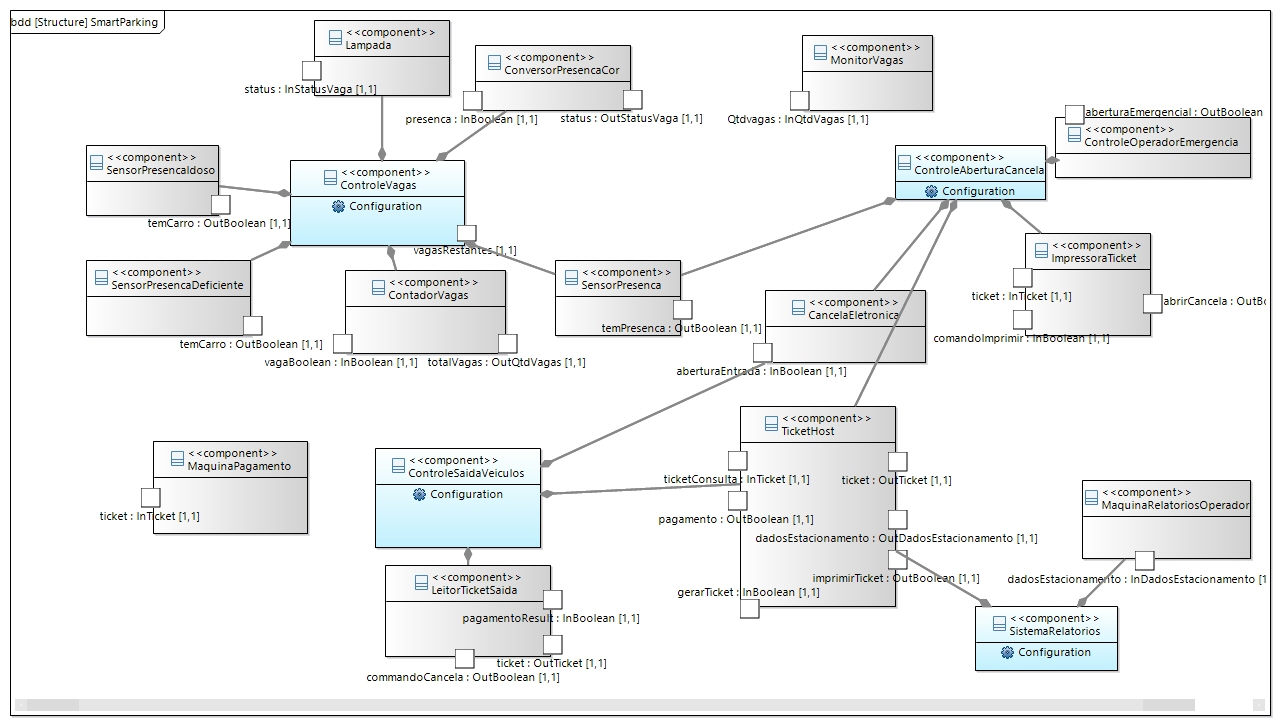 bdd [Structure] SmartParking
<<component>>
Lampada
status : InStatusVaga [1,1]
<<component>>
ConversorPresencaCor
presenca : InBoolean [1,1]
status : OutStatusVaga [1,1]
<<component>>
MonitorVagas
Qtdvagas : InQtdVagas [1,1]
aberturaEmergencial : OutBoolean
<<component>>
ControleOperadorEmergencia
<<component>>
SensorPresencaIdoso
temCarro : OutBoolean [1,1]
<<component>>
ControleVagas
Configuration
vagasRestantes [1,1]
<<component>>
ControleAberturaCancela
Configuration
<<component>>
SensorPresencaDeficiente
temCarro : OutBoolean [1,1]
<<component>>
ContadorVagas
vagaBoolean : InBoolean [1,1]
totalVagas : OutQtdVagas [1,1]
<<component>>
SensorPresenca
temPresenca : OutBoolean [1,1]
<<component>>
CancelaEletronica
aberturaEntrada : InBoolean [1,1]
<<component>>
ImpressoraTicket
ticket : InTicket [1,1]
abrirCancela : OutBo
comandoImprimir : InBoolean [1,1]
<<component>>
MaquinaPagamento
ticket : InTicket [1,1]
<<component>>
ControleSaidaVeiculos
Configuration
<<component>>
TicketHost
ticketConsulta : InTicket [1,1]
ticket : OutTicket [1,1]
pagamento : OutBoolean [1,1]
dadosEstacionamento : OutDadosEstacionamento [1,1]
imprimirTicket : OutBoolean [1,1]
gerarTicket : InBoolean [1,1]
<<component>>
MaquinaRelatoriosOperador
dadosEstacionamento : InDadosEstacionamento [1
<<component>>
LeitorTicketSaida
pagamentoResult : InBoolean [1,1]
ticket : OutTicket [1,1]
commandoCancela : OutBoolean [1,1]
<<component>>
SistemaRelatorios
Configuration